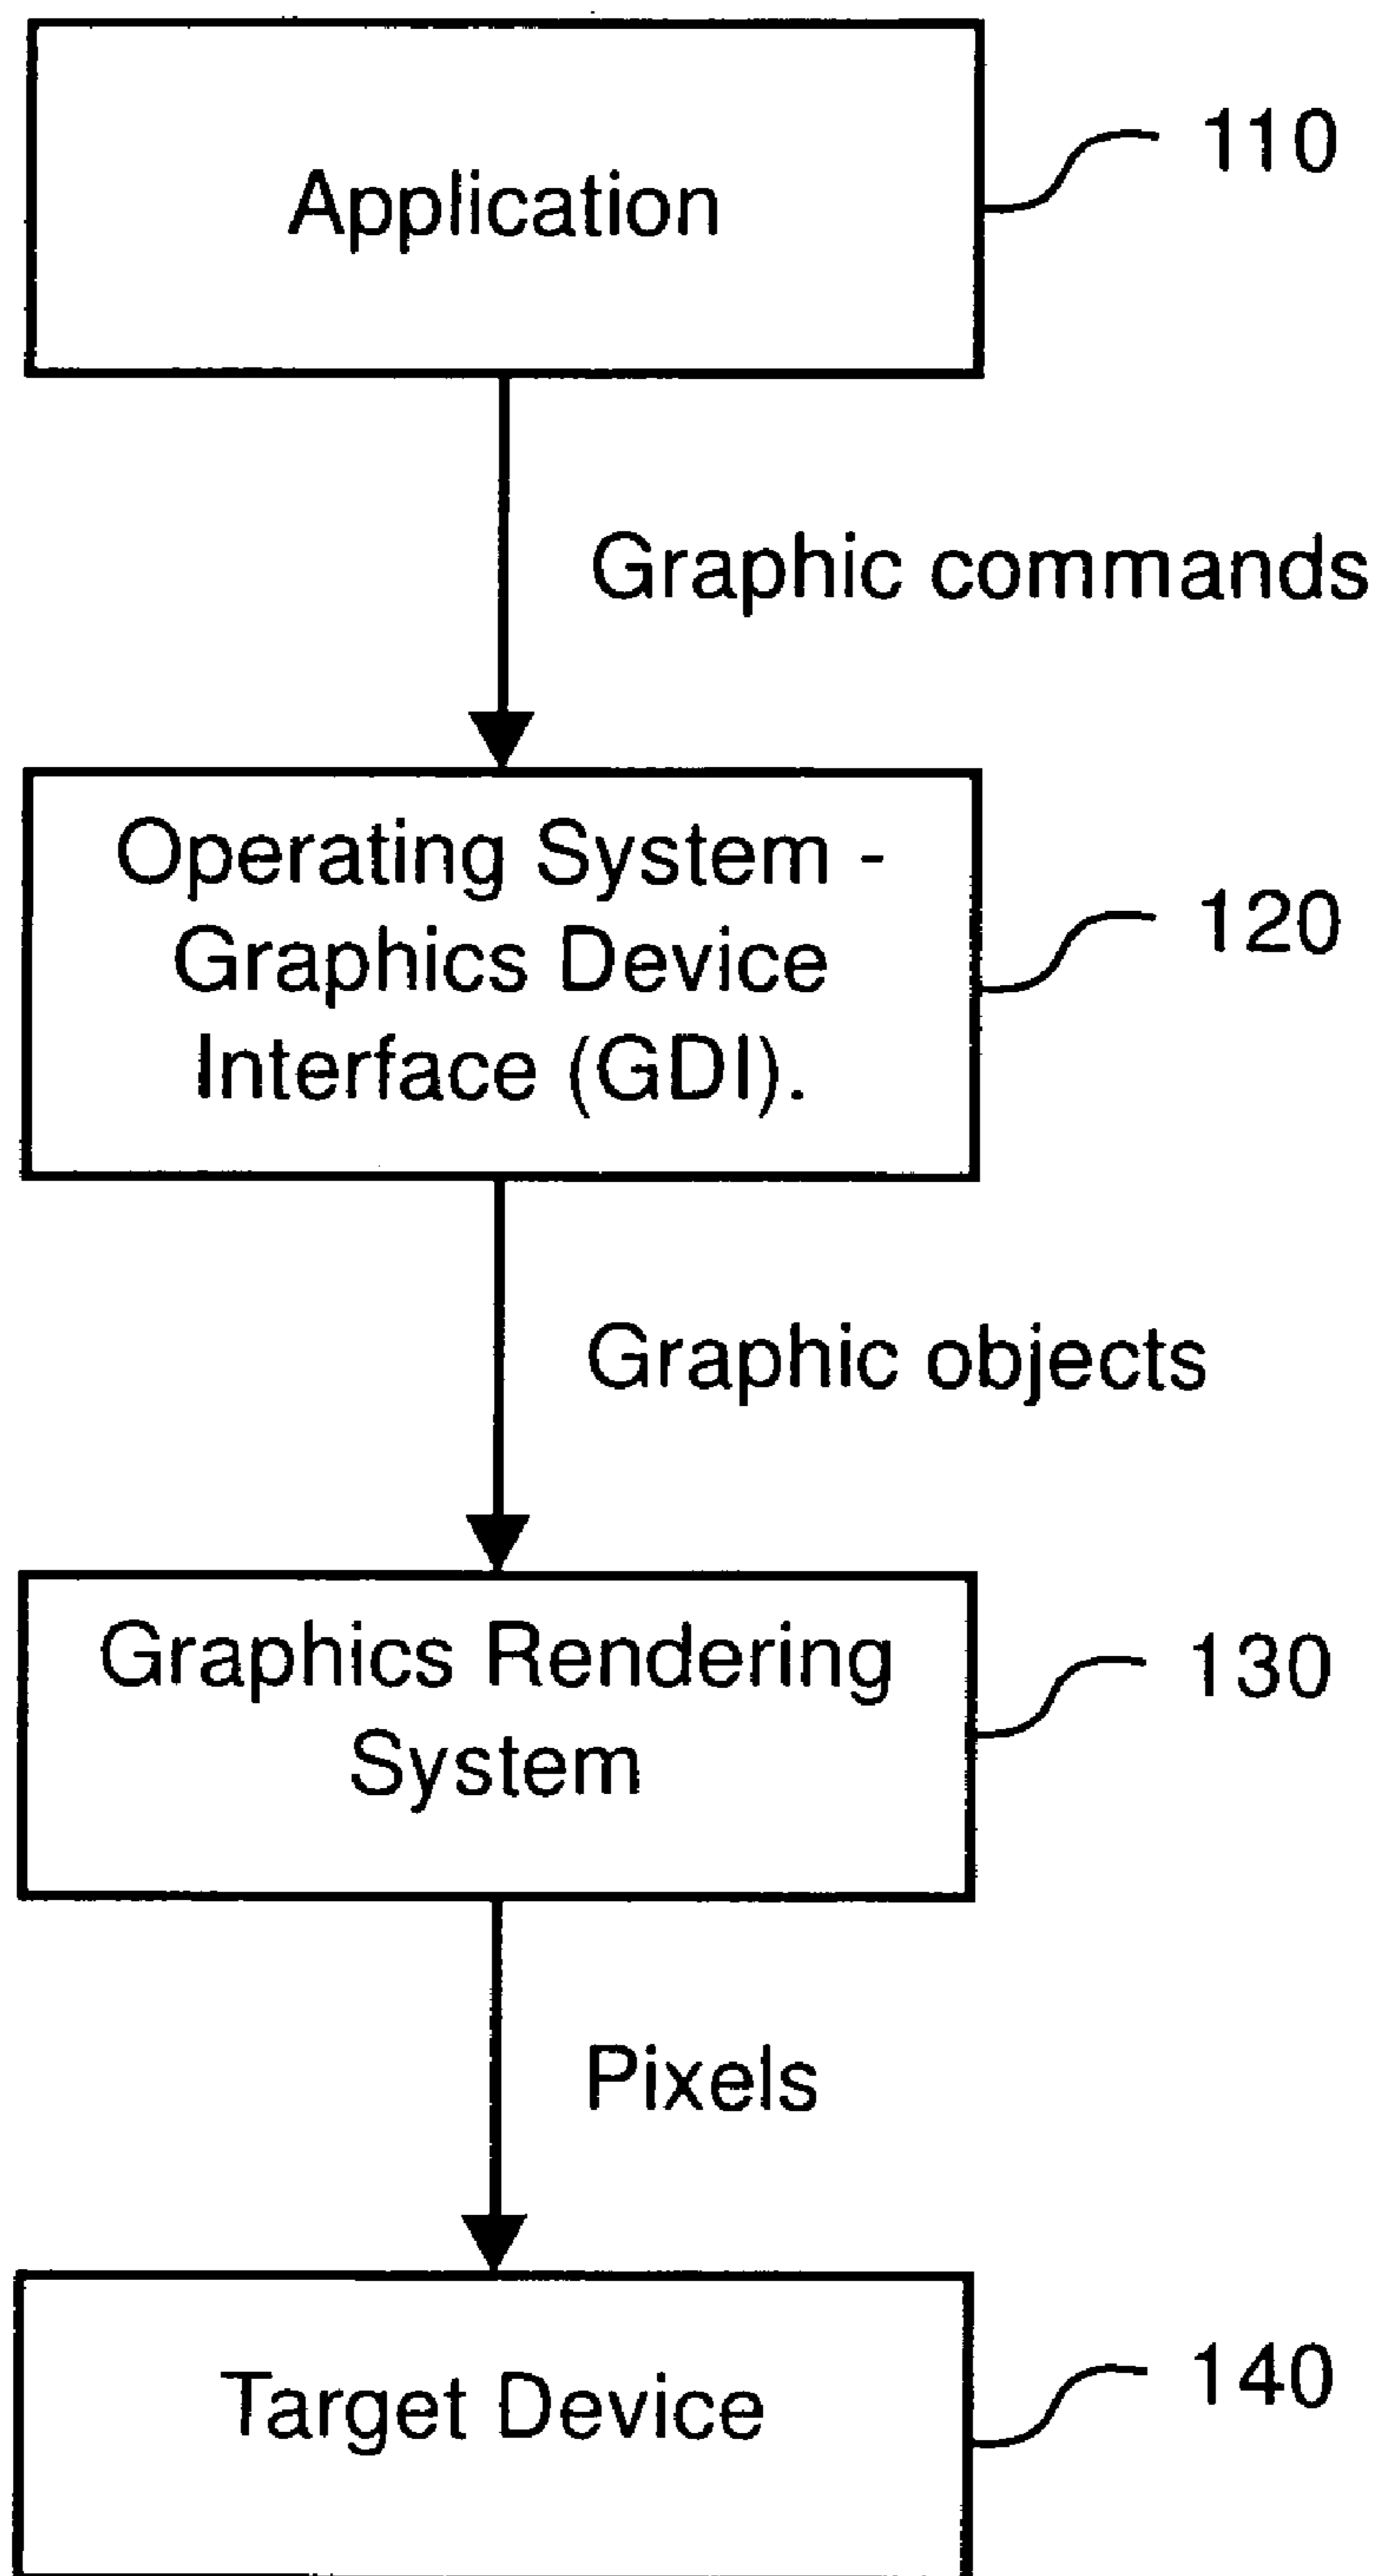 Application
110
Graphic commands
Operating System -
Graphics Device
Interface (GDI).
120
Graphic objects
Graphics Rendering
System
130
Pixels
Target Device
140